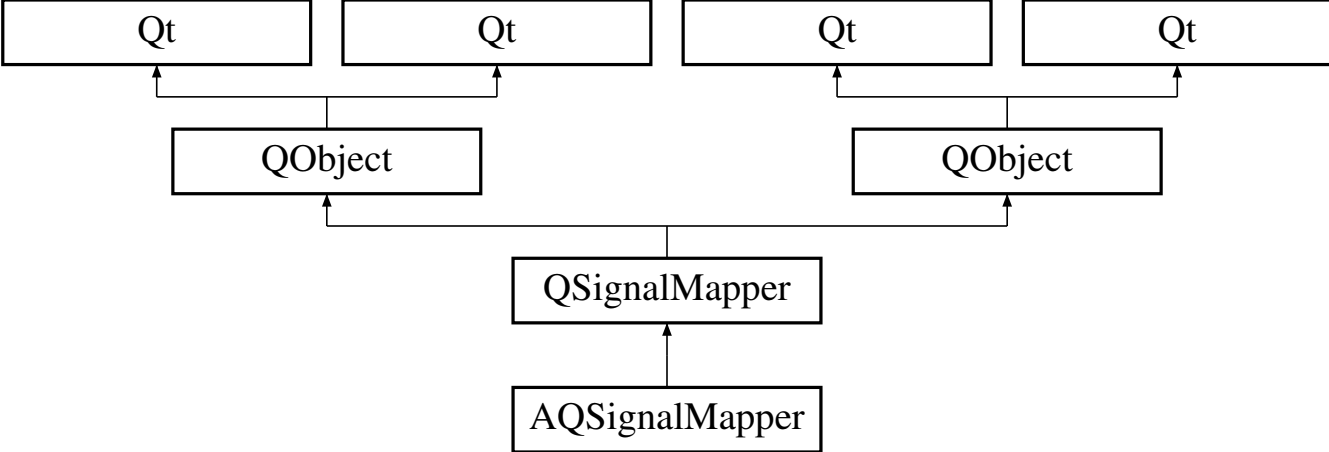 Qt Qt Qt Qt
QObject QObject
QSignalMapper
AQSignalMapper